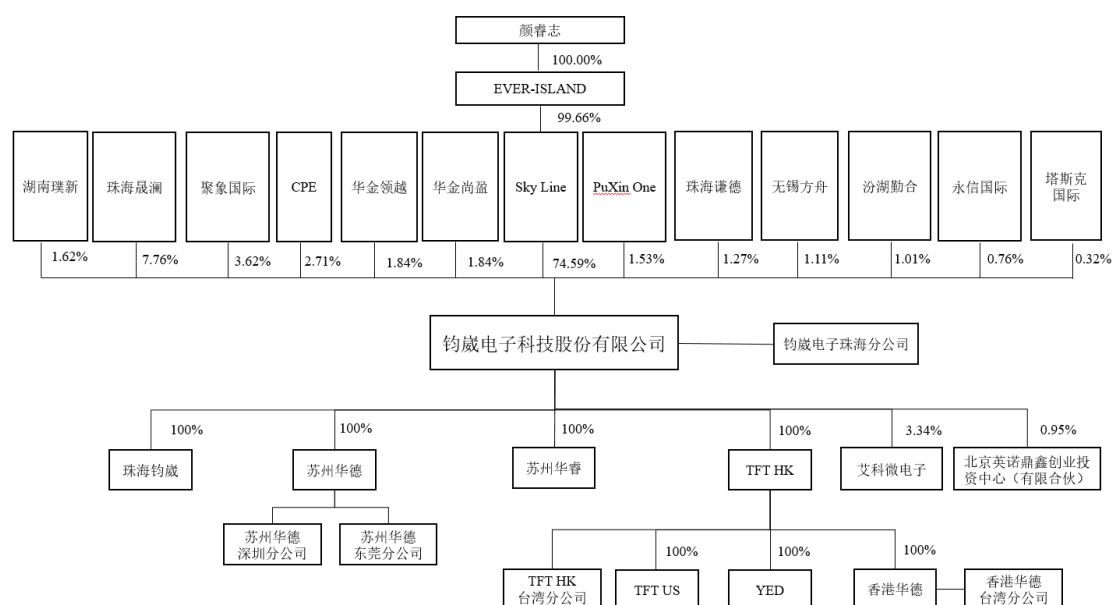 颜睿志
100.00%
EVER-ISLAND
99.66%
湖南璞新
珠海晟澜
聚象国际
CPE
华金领越
华金尚盈
Sky Line
PuXin One
珠海谦德
无锡方舟
汾湖勤合
永信国际
塔斯克
国际
1.62%
7.76%
3.62%
2.71%
1.84%
1.84%
74.59%
1.53%
1.27%
1.11%
1.01%
0.76%
0.32%
钧崴电子科技股份有限公司
钧崴电子珠海分公司
100%
100%
100%
100%
3.34%
0.95%
珠海钧崴
苏州华德
苏州华睿
TFT HK
艾科微电子
北京英诺鼎鑫创业投
资中心（有限合伙）
苏州华德
深圳分公司
苏州华德
东莞分公司
100%
100%
100%
TFT HK
台湾分公司
TFT US
YED
香港华德
香港华德
台湾分公司